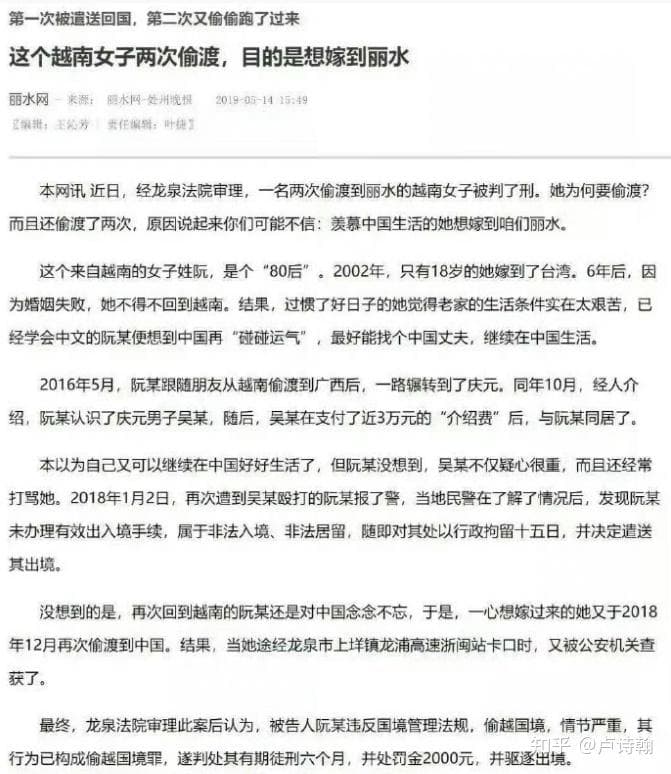 第一次被遣送回国，第二次又偷偷跑了过来
这个越南女子两次偷渡，目的是想嫁到丽水
丽水网 - 来源： 丽水网-处州晚报 2019-05-14 15:49
〖编辑：王沁芳 责任编辑：叶捷〗
本网讯 近日，经龙泉法院审理，一名两次偷渡到丽水的越南女子被判了刑。她为何要偷渡？
而且还偷渡了两次，原因说起来你们可能不信：羡慕中国生活的她想嫁到咱们丽水。
这个来自越南的女子姓阮，是个“80后”。2002年，只有18岁的她嫁到了台湾。6年后，因
为婚姻失败，她不得不回到越南。结果，过惯了好日子的她觉得老家的生活条件实在太艰苦，已
经学会中文的阮某便想到中国再“碰碰运气”，最好能找个中国丈夫，继续在中国生活。
2016年5月，阮某跟随朋友从越南偷渡到广西后，一路辗转到了庆元。同年10月，经人介
绍，阮某认识了庆元男子吴某，随后，吴某在支付了近3万元的“介绍费”后，与阮某同居了。
本以为自己又可以继续在中国好好生活了，但阮某没想到，吴某不仅疑心很重，而且还经常
打骂她。2018年1月2日，再次遭到吴某殴打的阮某报了警，当地民警在了解了情况后，发现阮某
未办理有效出入境手续，属于非法入境、非法居留，随即对其处以行政拘留十五日，并决定遣送
其出境。
没想到的是，再次回到越南的阮某还是对中国念念不忘，于是，一心想嫁过来的她又于2018
年12月再次偷渡到中国。结果，当她途经龙泉市上垟镇龙浦高速浙闽站卡口时，又被公安机关查
获了。
最终，龙泉法院审理此案后认为，被告人阮某违反国境管理法规，偷越国境，情节严重，其
行为已构成偷越国境罪，遂判处其有期徒刑六个月，并处罚金2000元，并驱逐出境。
知乎 @卢诗翰